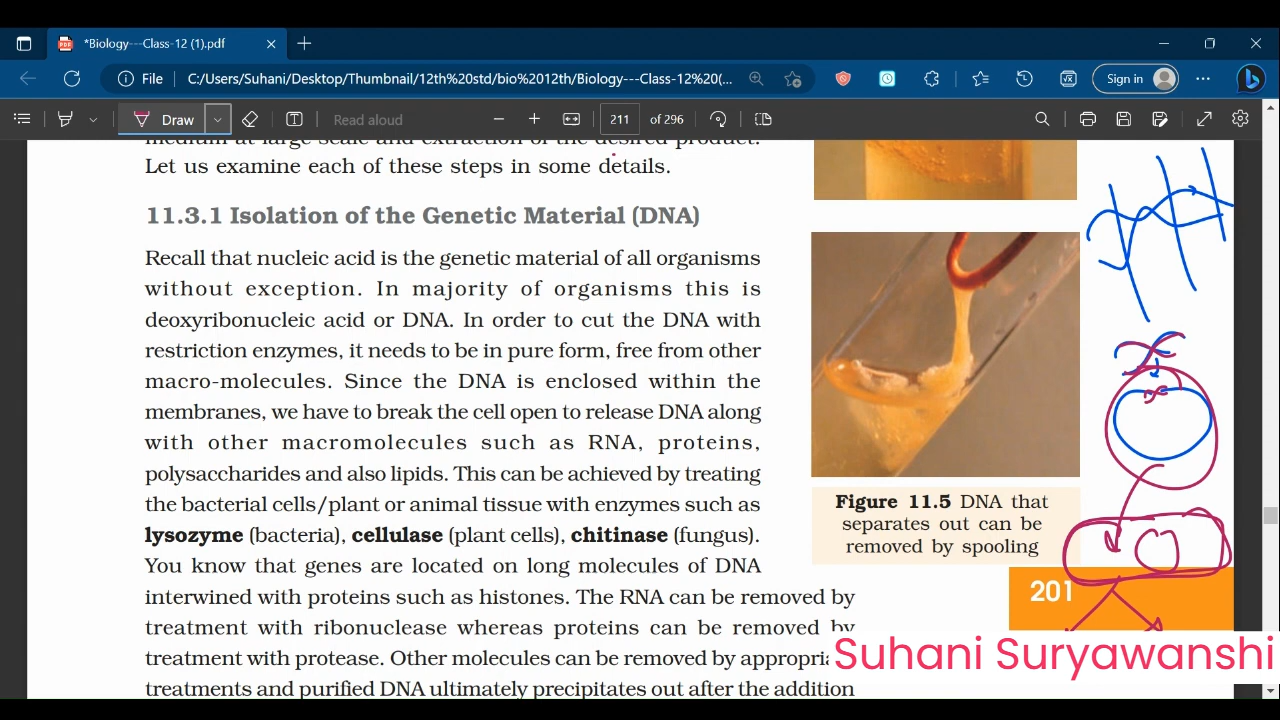 *Biology---Class-12 (1).pdf
File
C:/Users/Suhani/Desktop/Thumbnail/12th%20std/bio%2012th/Biology---Class-12%20(...
Sign in
Draw
Read aloud
211
of 296
medium at large scale and extraction of the desired product.
Let us examine each of these steps in some details.
11.3.1 Isolation of the Genetic Material (DNA)
Recall that nucleic acid is the genetic material of all organisms
without exception. In majority of organisms this is
deoxyribonucleic acid or DNA. In order to cut the DNA with
restriction enzymes, it needs to be in pure form, free from other
macro-molecules. Since the DNA is enclosed within the
membranes, we have to break the cell open to release DNA along
with other macromolecules such as RNA, proteins,
polysaccharides and also lipids. This can be achieved by treating
the bacterial cells/plant or animal tissue with enzymes such as
lysozyme (bacteria), cellulase (plant cells), chitinase (fungus).
You know that genes are located on long molecules of DNA
interwined with proteins such as histones. The RNA can be removed by
treatment with ribonuclease whereas proteins can be removed by
treatment with protease. Other molecules can be removed by
treatments and purified DNA ultimately precipitates out after the addition
Figure 11.5 DNA that
separates out can be
removed by spooling
201
Suhani Suryawanshi